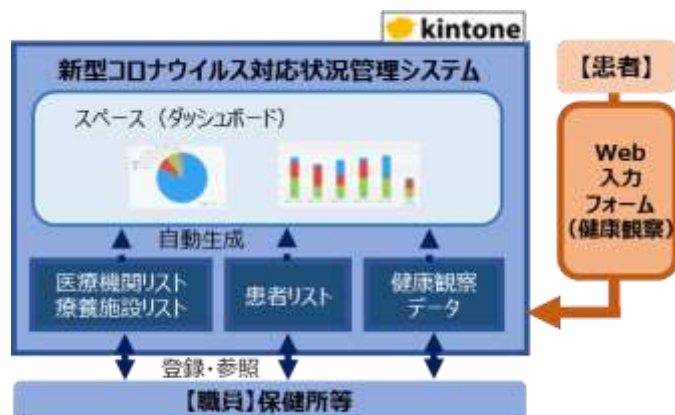 kintone
新型コロナウイルス対応状況管理システム
【患者】
スペース（ダッシュボード）
Web
入力
フォーム
(健康観察)
自動生成
医療機関リスト
療養施設リスト
患者リスト
健康観察
データ
登録・参照
【職員】保健所等